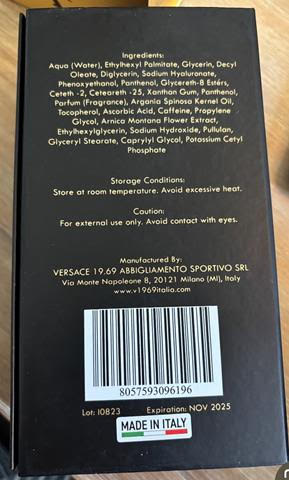 Ingredients:
Aqua (Water), Ethylhexyl Palmitate, Glycerin, Decyl
Oleate, Diglycerin, Sodium Hyaluronate,
Phenoxyethanol, Panthenol, Glycereth-8 Estérs,
Ceteth -2, Ceteareth -25, Xanthan Gum, Panthenol,
Parfum (Fragrance), Argania Spinosa Kernel Oil,
Tocopherol, Ascorbic Acid, Caffeine, Propylene
Glycol, Arnica Montana Flower Extract,
Ethylhexylglycerin, Sodium Hydroxide, Pullulan,
Glyceryl Stearate, Caprylyl Glycol, Potassium Cetyl
Phosphate
Storage Conditions:
Store at room temperature. Avoid excessive heat.
Caution:
For external use only. Avoid contact with eyes.
Manufactured By:
VERSACE 19.69 ABBIGLIAMENTO SPORTIVO SRL
Via Monte Napoleone 8, 20121 Milano (MI), Italy
www.v1969italia.com
8057593096196
Lot: I0823 Expiration: NOV 2025
MADE IN ITALY